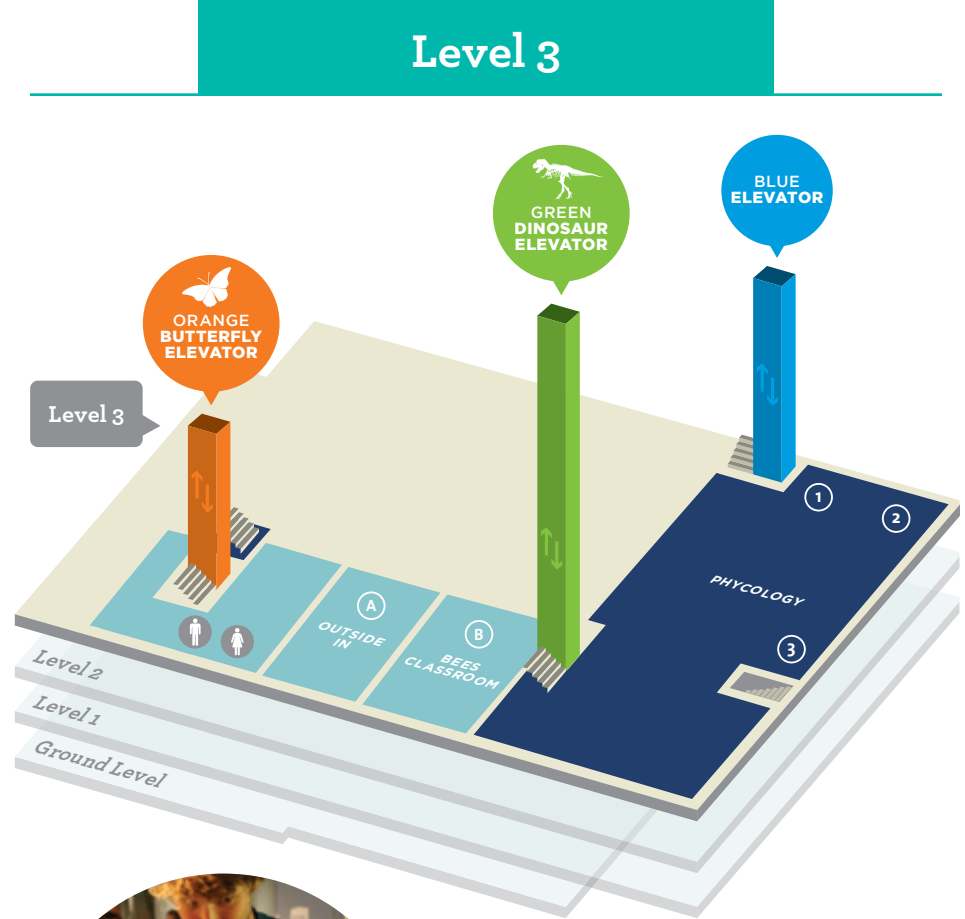 Level 3
BLUE
ELEVATOR
GREEN
DINOSAUR
ELEVATOR
ORANGE
BUTTERFLY
ELEVATOR
Level 3
1
2
PHYCOLOGY
3
A
OUTSIDE
IN
B
BEES
CLASSROOM
Level 2
Level 1
Ground Level